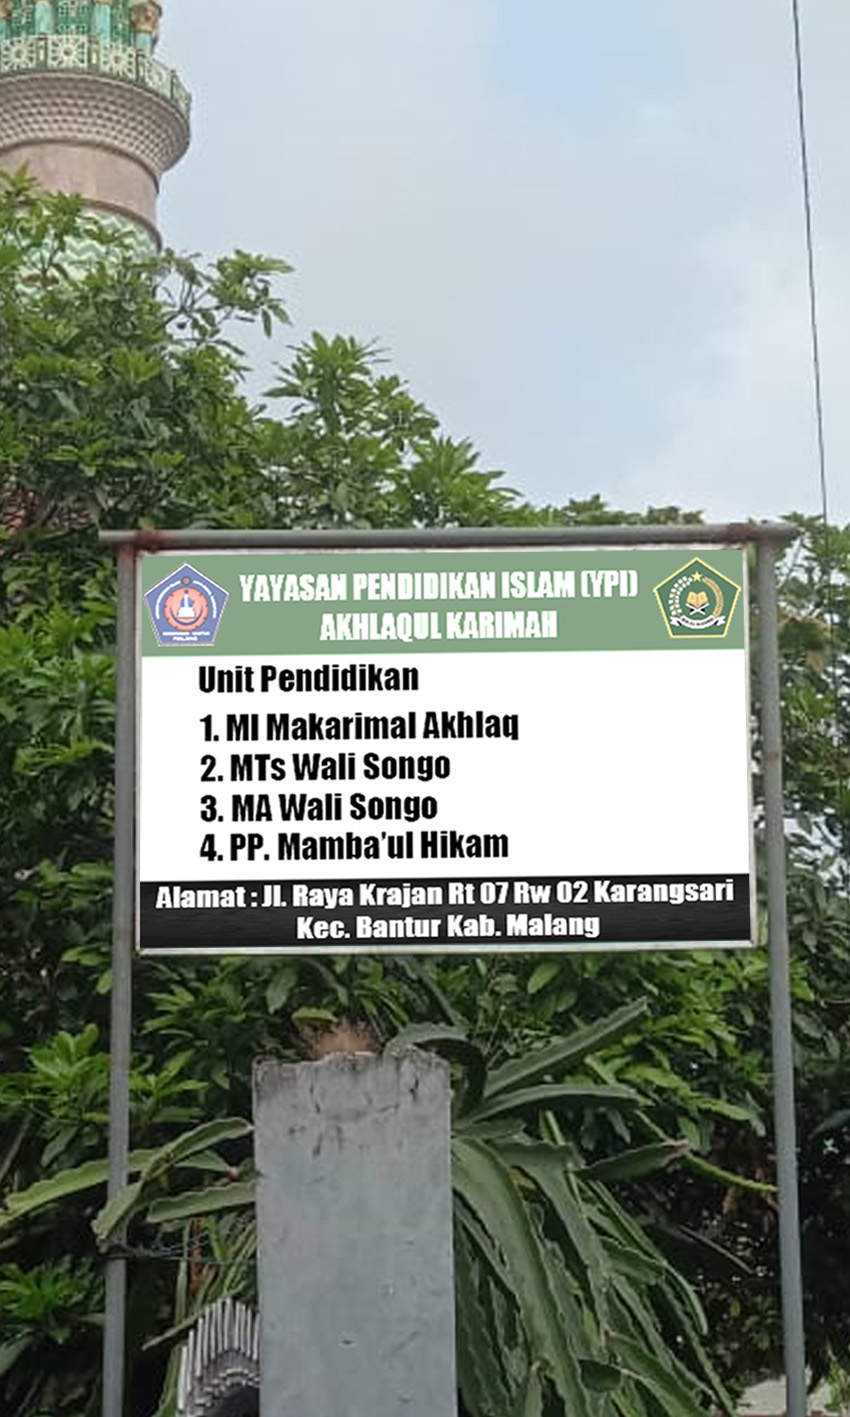 YAYASAN PENDIDIKAN ISLAM (YPI)
AKHLAQUL KARIMAH
Unit Pendidikan
1. MI Makarimal Akhlaq
2. MTs Wali Songo
3. MA Wali Songo
4. PP. Mamba'ul Hikam
Alamat : Jl. Raya Krajan Rt 07 Rw 02 Karangsari
Kec. Bantur Kab. Malang